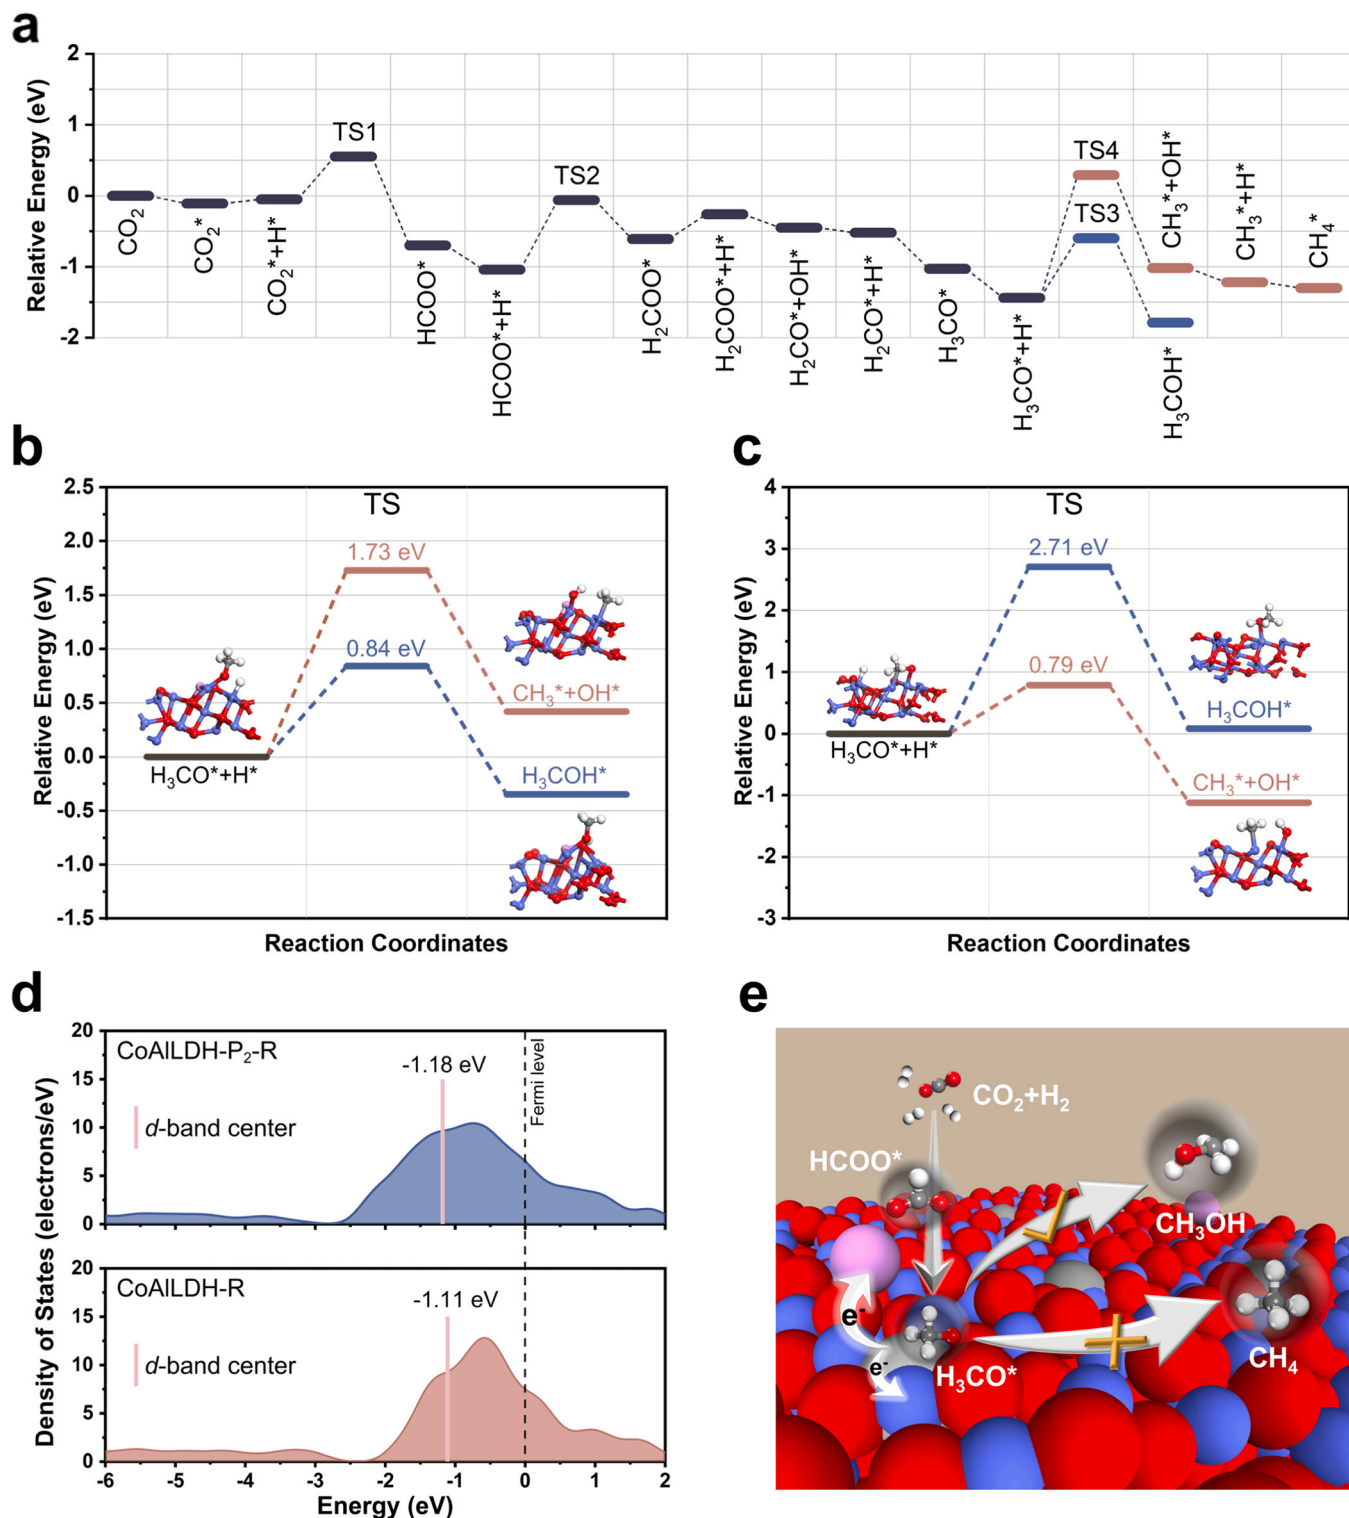 a
Relative Energy (eV)
2
1
0
-1
-2
CO₂
CO₂*
CO₂*+H*
TS1
HCOO*
HCOO*+H*
TS2
H₂COO*
H₂COO*+H*
H₂CO*+OH*
H₂CO*+H*
H₃CO*
H₃CO*+H*
TS4
TS3
CH₃*+OH*
H₃COH*
CH₃*+H*
CH₄*
b
Relative Energy (eV)
2.5
2.0
1.5
1.0
0.5
0.0
-0.5
-1.0
-1.5
TS
1.73 eV
0.84 eV
CH₃*+OH*
H₃CO*+H*
H₃COH*
Reaction Coordinates
c
Relative Energy (eV)
4
3
2
1
0
-1
-2
-3
TS
2.71 eV
0.79 eV
H₃COH*
H₃CO*+H*
CH₃*+OH*
Reaction Coordinates
d
Density of States (electrons/eV)
20
15
10
5
0
CoAlLDH-P₂-R
-1.18 eV
d-band center
Fermi level
20
15
10
5
0
CoAlLDH-R
-1.11 eV
d-band center
-6 -5 -4 -3 -2 -1 0 1 2
Energy (eV)
e
CO₂+H₂
HCOO*
CH₃OH
e⁻
e⁻
H₃CO*
CH₄